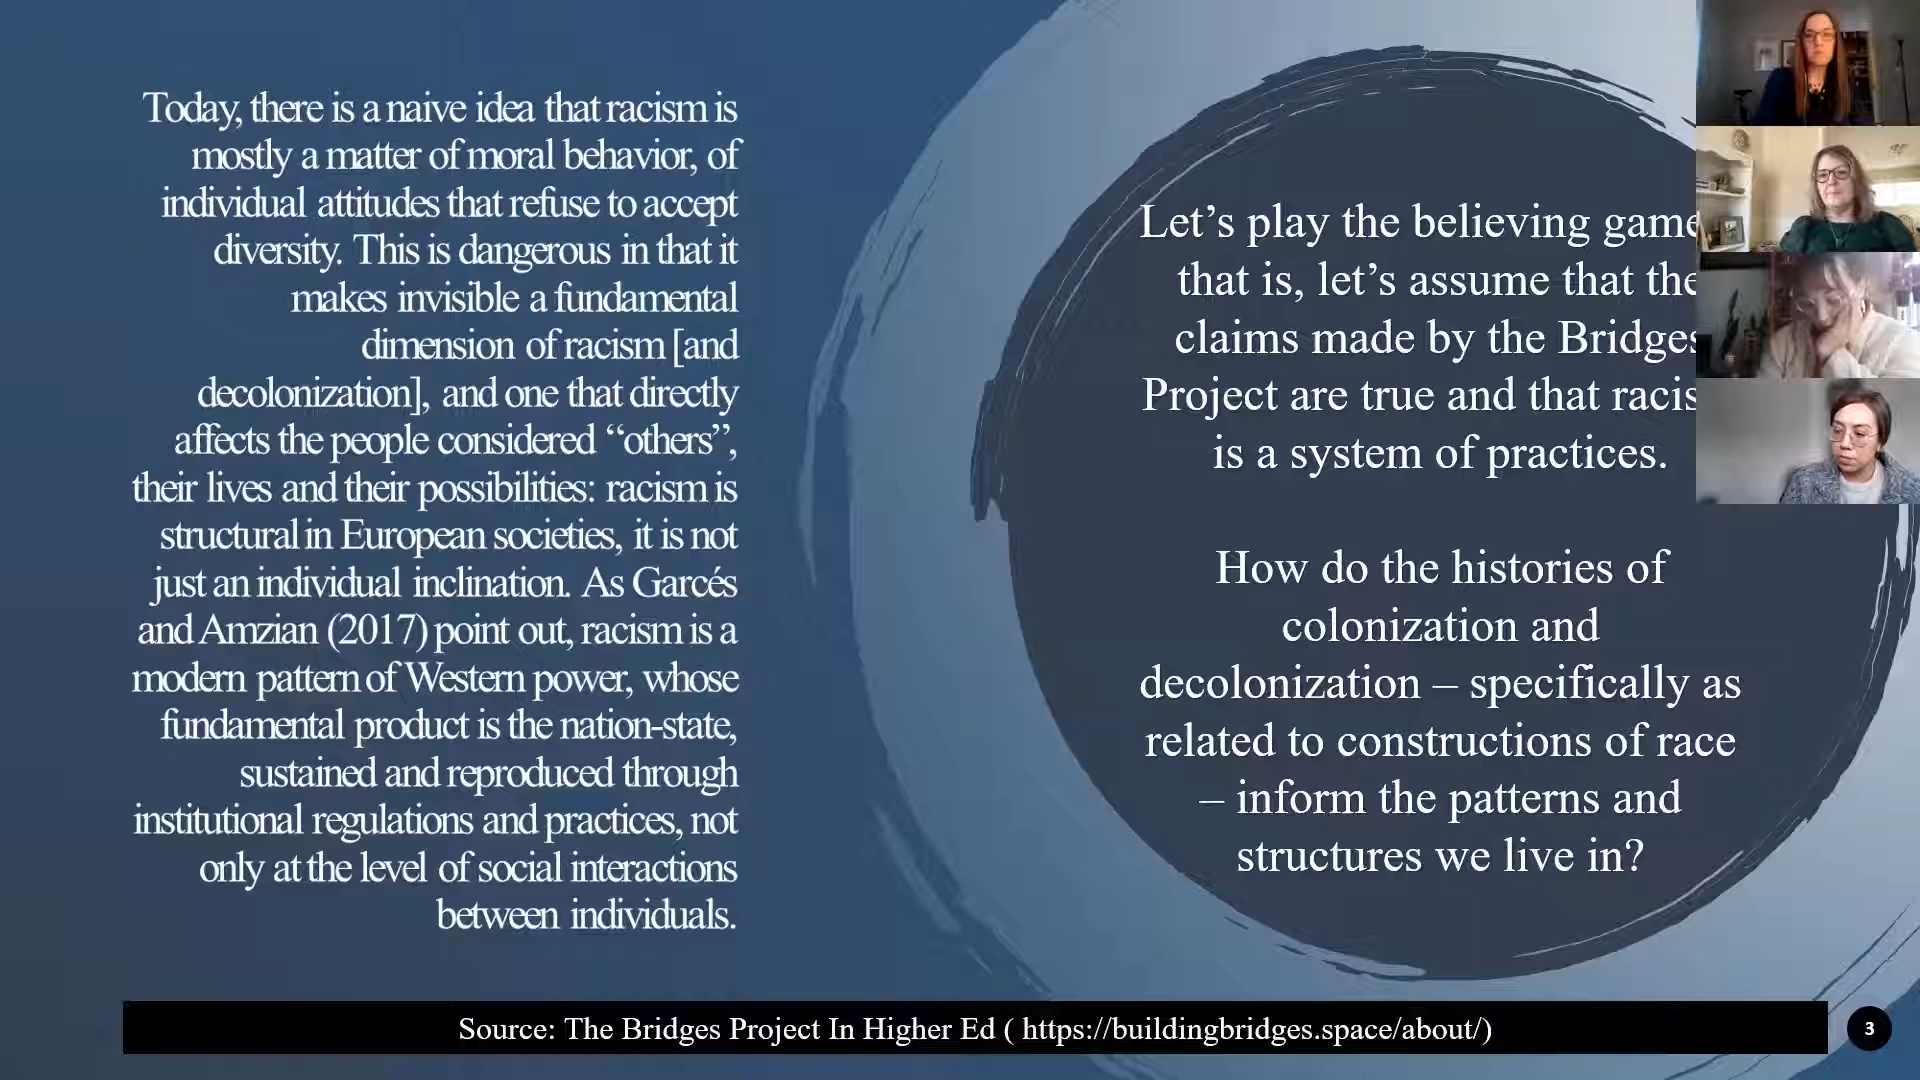 Today, there is a naive idea that racism is
mostly a matter of moral behavior, of
individual attitudes that refuse to accept
diversity. This is dangerous in that it
makes invisible a fundamental
dimension of racism [and
decolonization], and one that directly
affects the people considered “others”,
their lives and their possibilities: racism is
structural in European societies, it is not
just an individual inclination. As Garcés
and Amzian (2017) point out, racism is a
modern pattern of Western power, whose
fundamental product is the nation-state,
sustained and reproduced through
institutional regulations and practices, not
only at the level of social interactions
between individuals.
Let’s play the believing game
that is, let’s assume that the
claims made by the Bridges
Project are true and that racis
is a system of practices.
How do the histories of
colonization and
decolonization – specifically as
related to constructions of race
– inform the patterns and
structures we live in?
Source: The Bridges Project In Higher Ed ( https://buildingbridges.space/about/)
3